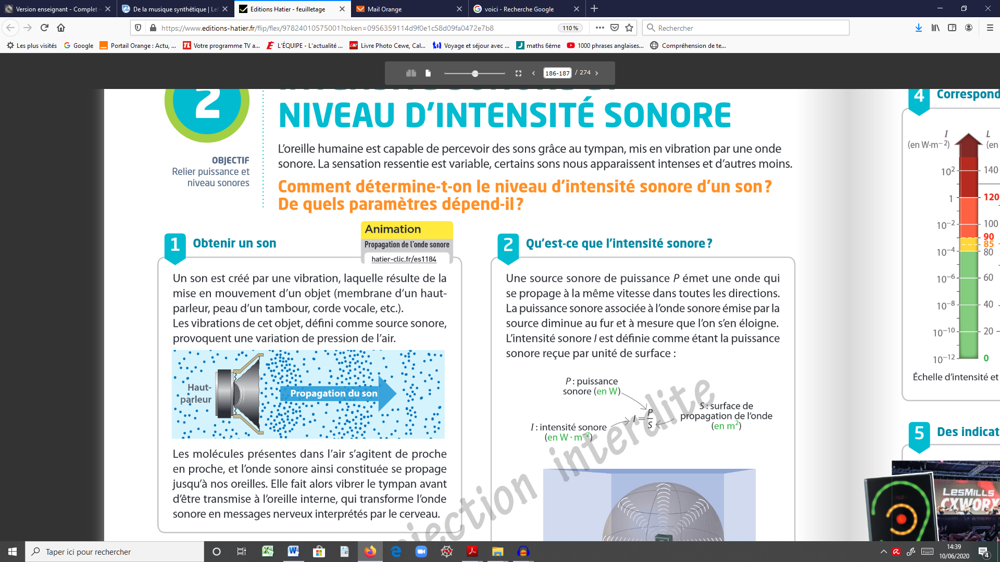 Version enseignant - Complet -
De la musique synthétique | Lel
Editions Hatier - feuilletage
Mail Orange
voici - Recherche Google
https://www.editions-hatier.fr/flip/flex/97824010575001?token=0956359114d9f0e1c58d09fa0472e7b8
110 %
Rechercher
Les plus visités
Google
Portail Orange : Actu, ...
Votre programme TV a...
L'ÉQUIPE - L'actualité ...
Livre Photo Cewe, Cal...
Voyage et séjour avec ...
maths 6ème
1000 phrases anglaises...
Compréhension de te...
186-187 / 274
2
NIVEAU D'INTENSITÉ SONORE
OBJECTIF
Relier puissance et
niveau sonores
L'oreille humaine est capable de percevoir des sons grâce au tympan, mis en vibration par une onde
sonore. La sensation ressentie est variable, certains sons nous apparaissent intenses et d'autres moins.
Comment détermine-t-on le niveau d'intensité sonore d'un son ?
De quels paramètres dépend-il ?
1 Obtenir un son
Animation
Propagation de l'onde sonore
hatier-clic.fr/es1184
Un son est créé par une vibration, laquelle résulte de la
mise en mouvement d'un objet (membrane d'un haut-
parleur, peau d'un tambour, corde vocale, etc.).
Les vibrations de cet objet, défini comme source sonore,
provoquent une variation de pression de l'air.
Haut-
parleur
Propagation du son
Les molécules présentes dans l'air s'agitent de proche
en proche, et l'onde sonore ainsi constituée se propage
jusqu'à nos oreilles. Elle fait alors vibrer le tympan avant
d'être transmise à l'oreille interne, qui transforme l'onde
sonore en messages nerveux interprétés par le cerveau.
2 Qu'est-ce que l'intensité sonore ?
Une source sonore de puissance P émet une onde qui
se propage à la même vitesse dans toutes les directions.
La puissance sonore associée à l'onde sonore émise par la
source diminue au fur et à mesure que l'on s'en éloigne.
L'intensité sonore I est définie comme étant la puissance
sonore reçue par unité de surface :
P : puissance
sonore (en W)
I = P/S
S : surface de
propagation de l'onde
(en m²)
I : intensité sonore
(en W · m⁻²)
jection interdite
4 Correspond
I
(en W·m⁻²)
L
(en
10² 140
1 120
10⁻² 100
90
85
10⁻⁴ 80
10⁻⁶ 60
10⁻⁸ 40
10⁻¹⁰ 20
10⁻¹² 0
Échelle d'intensité et
5 Des indicat
LESMILLS
CXWORX
Taper ici pour rechercher
14:39
10/06/2020
4